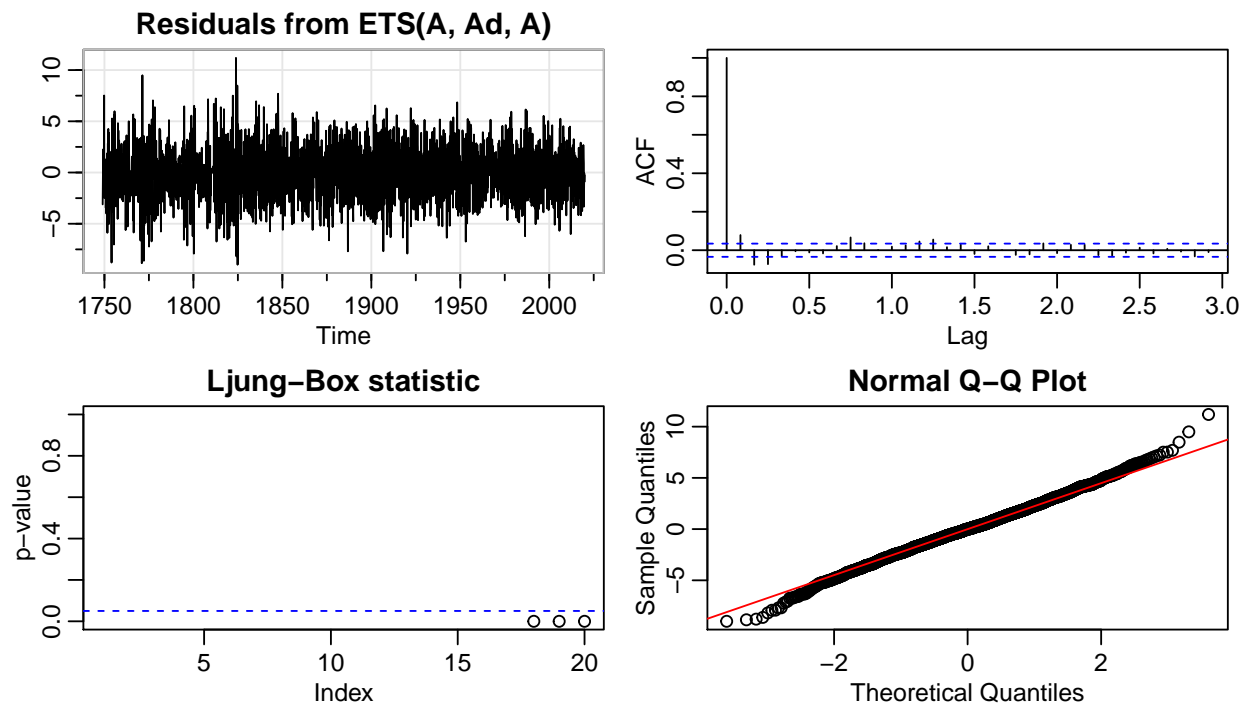 Residuals from ETS(A, Ad, A)
10
5
0
−5
1750 1800 1850 1900 1950 2000
Time
ACF
0.8
0.4
0.0
0.0 0.5 1.0 1.5 2.0 2.5 3.0
Lag
Ljung−Box statistic
p−value
0.8
0.4
0.0
5 10 15 20
Index
Normal Q−Q Plot
Sample Quantiles
10
5
0
−5
−2 0 2
Theoretical Quantiles